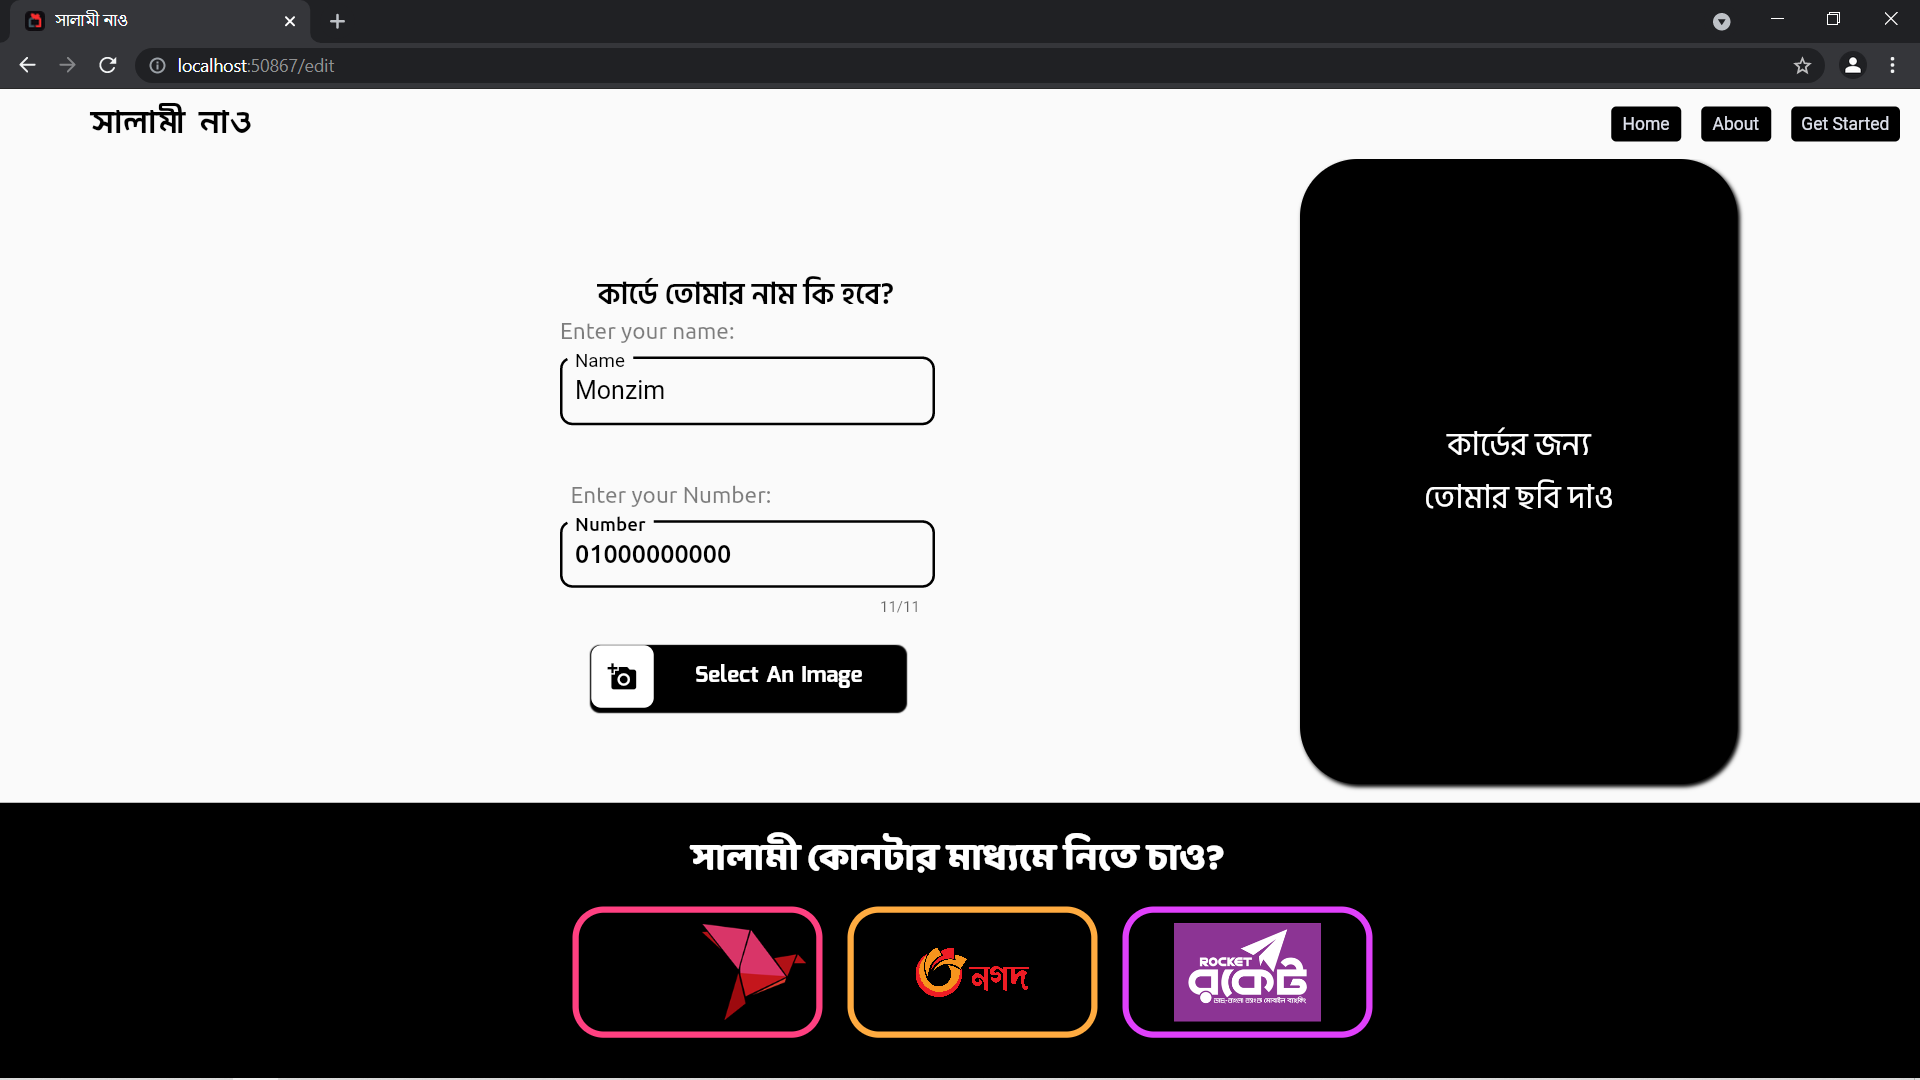 সালামী নাও
localhost:50867/edit
সালামী নাও
Home
About
Get Started
কার্ডে তোমার নাম কি হবে?
Enter your name:
Name
Monzim
Enter your Number:
Number
01000000000
11/11
Select An Image
কার্ডের জন্য
তোমার ছবি দাও
সালামী কোনটার মাধ্যমে নিতে চাও?
নগদ
ROCKET
রকেট
ডাচ্-বাংলা ব্যাংক মোবাইল ব্যাংকিং